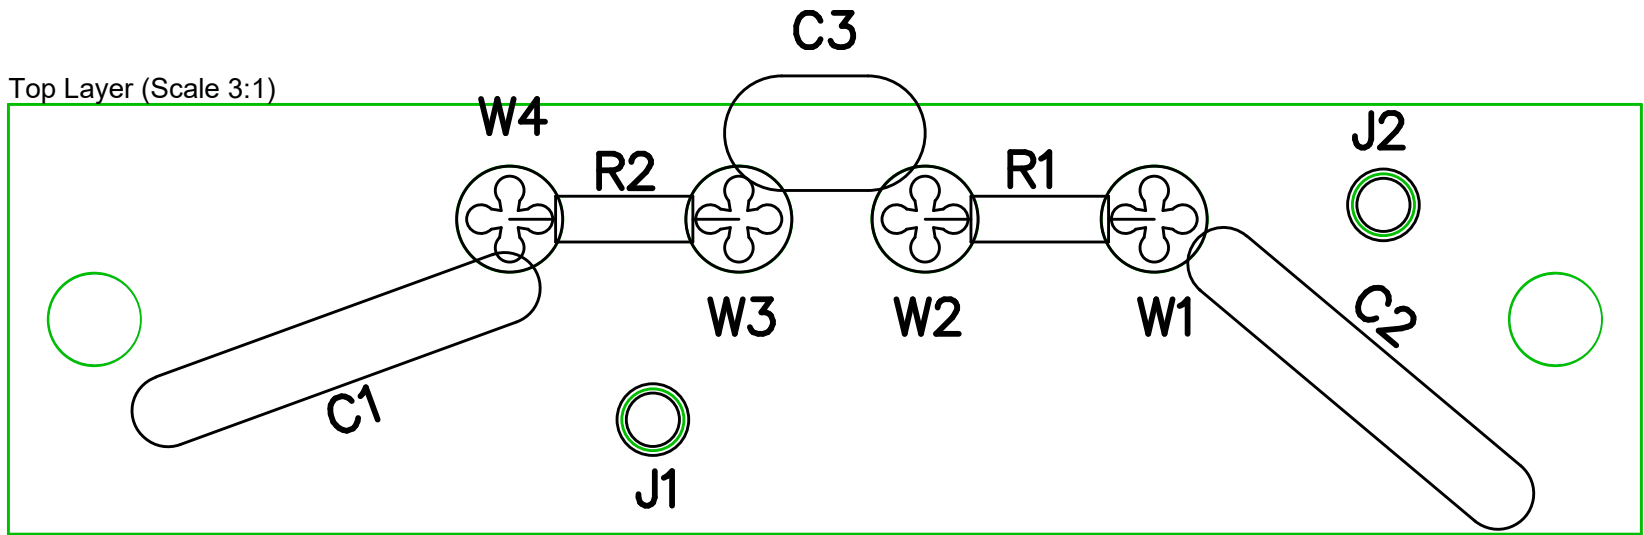 C3
Top Layer (Scale 3:1)
W4
J2
R2
R1
W3
W2
W1
C2
C1
J1